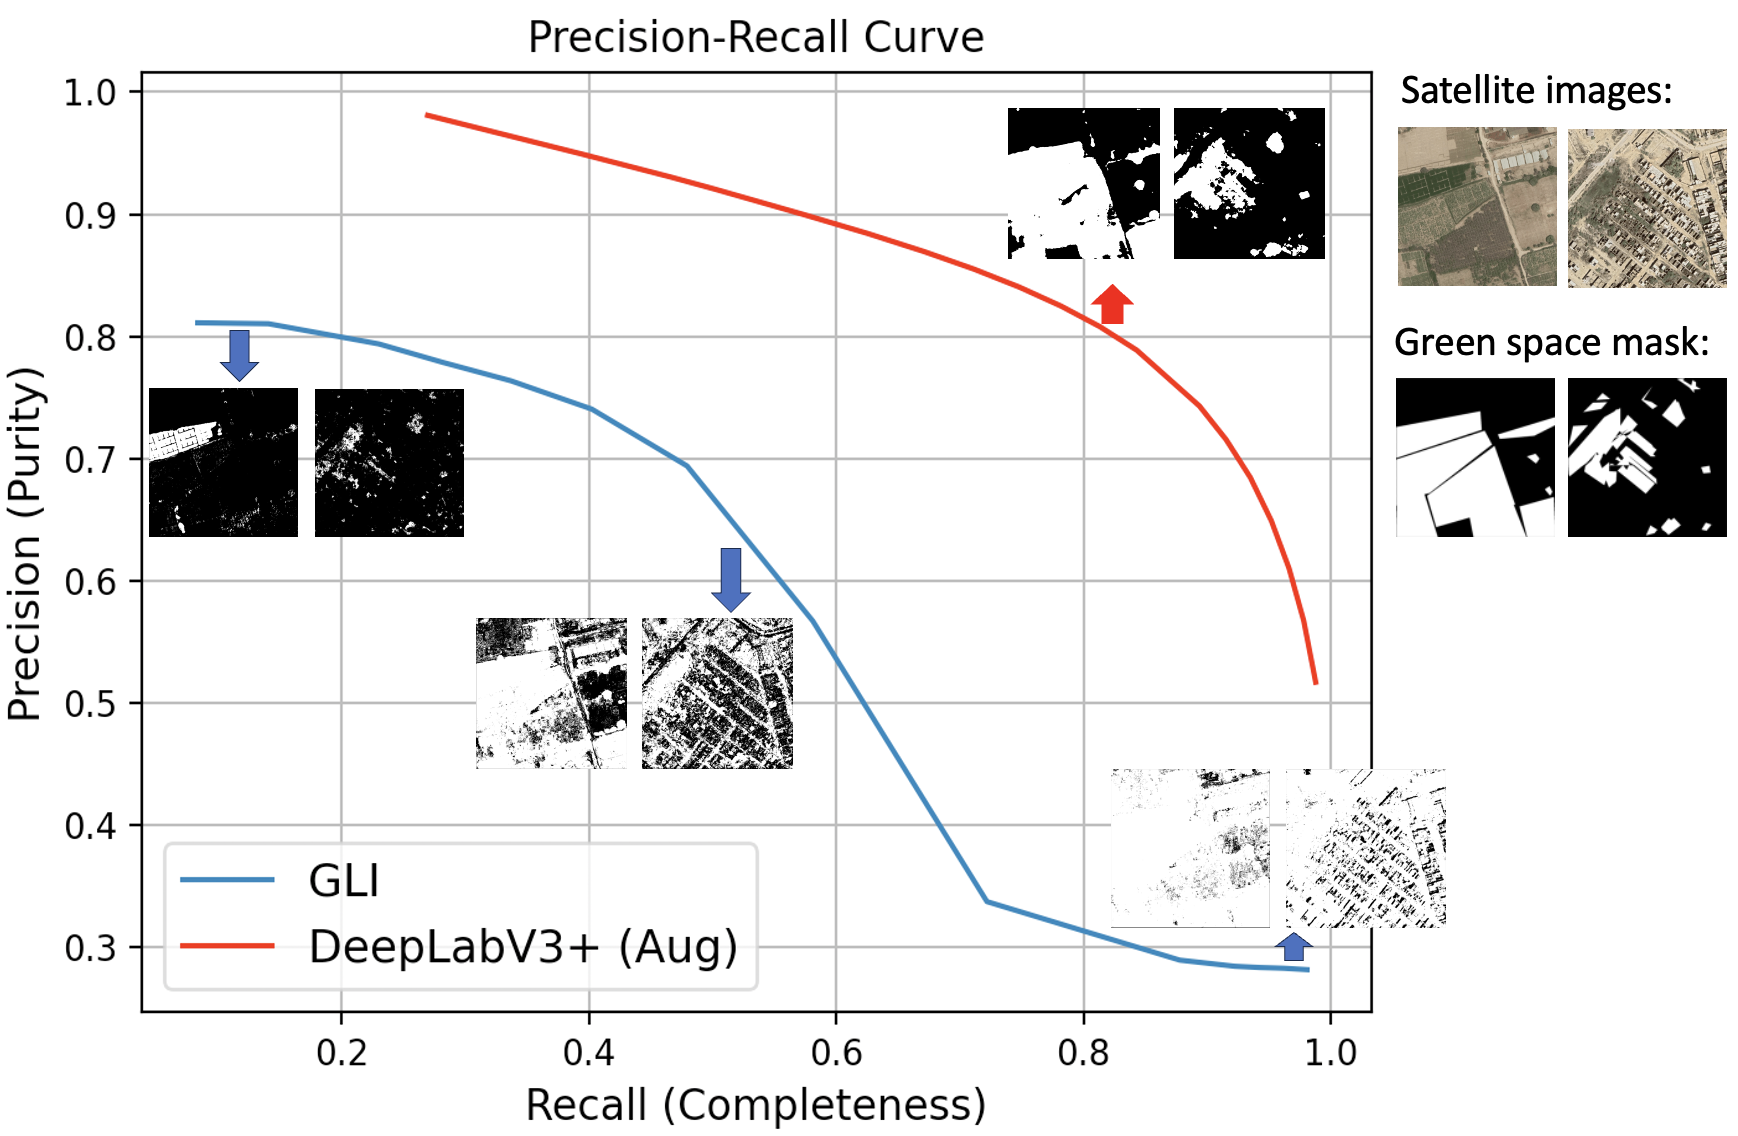 Precision-Recall Curve
Satellite images:
Green space mask:
Precision (Purity)
1.0
0.9
0.8
0.7
0.6
0.5
0.4
0.3
GLI
DeepLabV3+ (Aug)
0.2
0.4
0.6
0.8
1.0
Recall (Completeness)